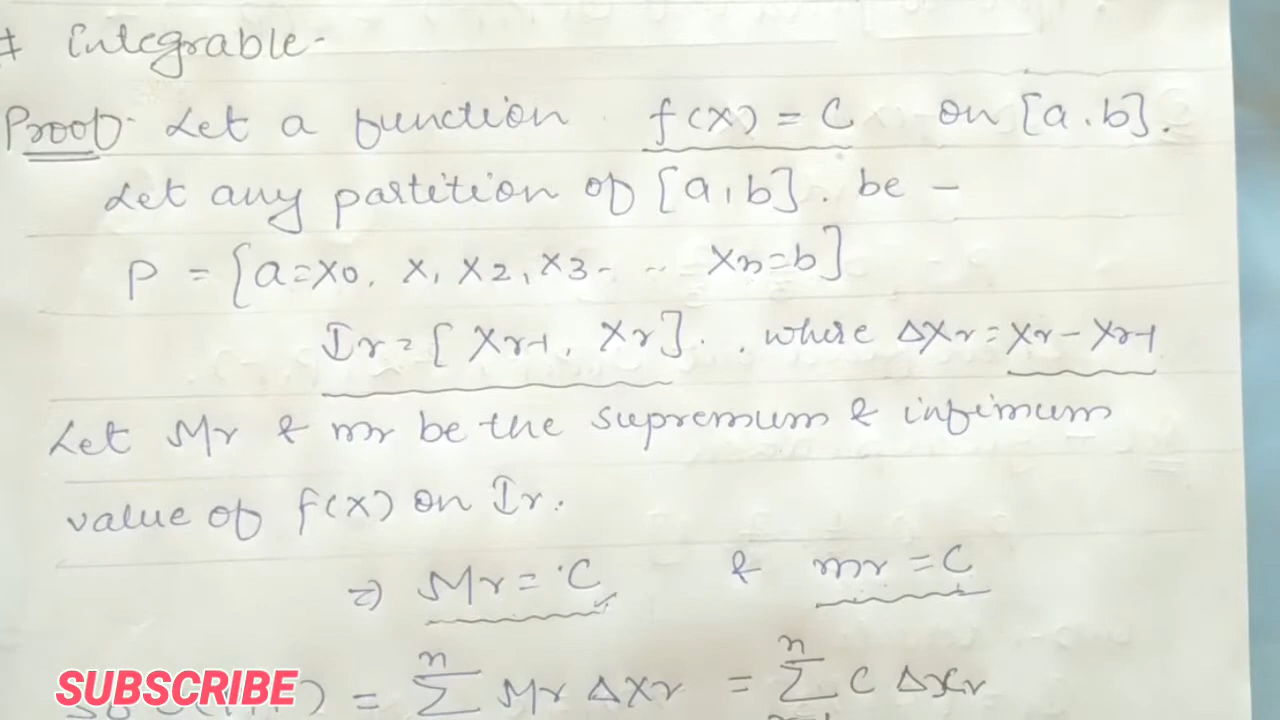 # Integrable-
Proof- Let a function f(x) = C on [a, b].
Let any partition of [a, b]. be -
P = [a=x0, x1 x2, x3- -- xn=b]
Ir = [xr-1, xr]. , where Δxr = xr - xr-1
Let Mr & mr be the supremum & infimum
value of f(x) on Ir.
=) Mr = C & mr = C
) = n∑ Mr Δxr = n∑ C Δxr
SUBSCRIBE